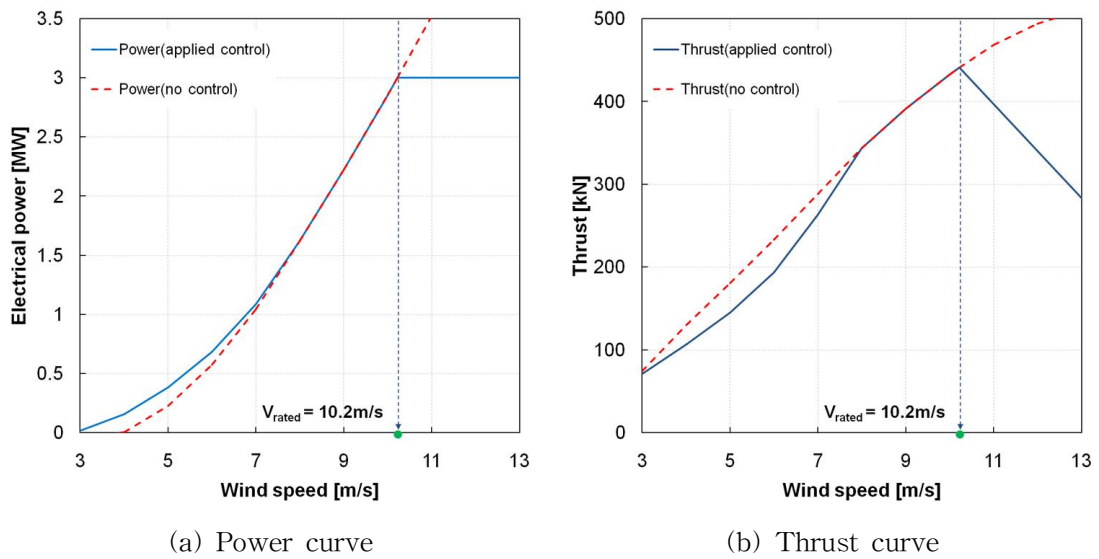 3.5
3
2.5
2
1.5
1
0.5
0
Electrical power [MW]
Power(applied control)
Power(no control)
V_rated = 10.2m/s
3 5 7 9 11 13
Wind speed [m/s]
(a) Power curve
500
400
300
200
100
0
Thrust [kN]
Thrust(applied control)
Thrust(no control)
V_rated = 10.2m/s
3 5 7 9 11 13
Wind speed [m/s]
(b) Thrust curve